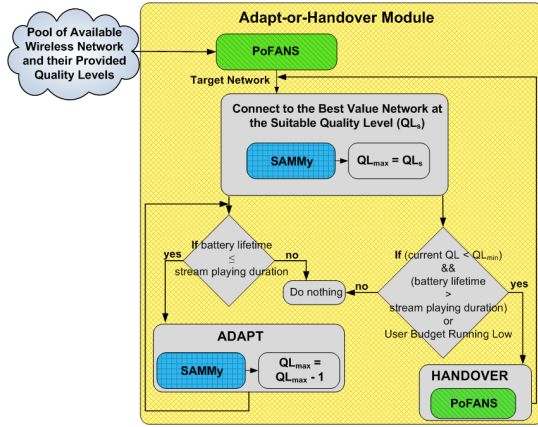 Adapt-or-Handover Module
Pool of Available
Wireless Network
and their Provided
Quality Levels
PoFANS
Target Network
Connect to the Best Value Network at
the Suitable Quality Level (QLs)
SAMMy
QLmax = QLs
If battery lifetime
≤
stream playing duration
yes
no
Do nothing
If (current QL < QLmin)
&&
(battery lifetime
>
stream playing duration)
or
User Budget Running Low
no
yes
ADAPT
SAMMy
QLmax =
QLmax - 1
HANDOVER
PoFANS